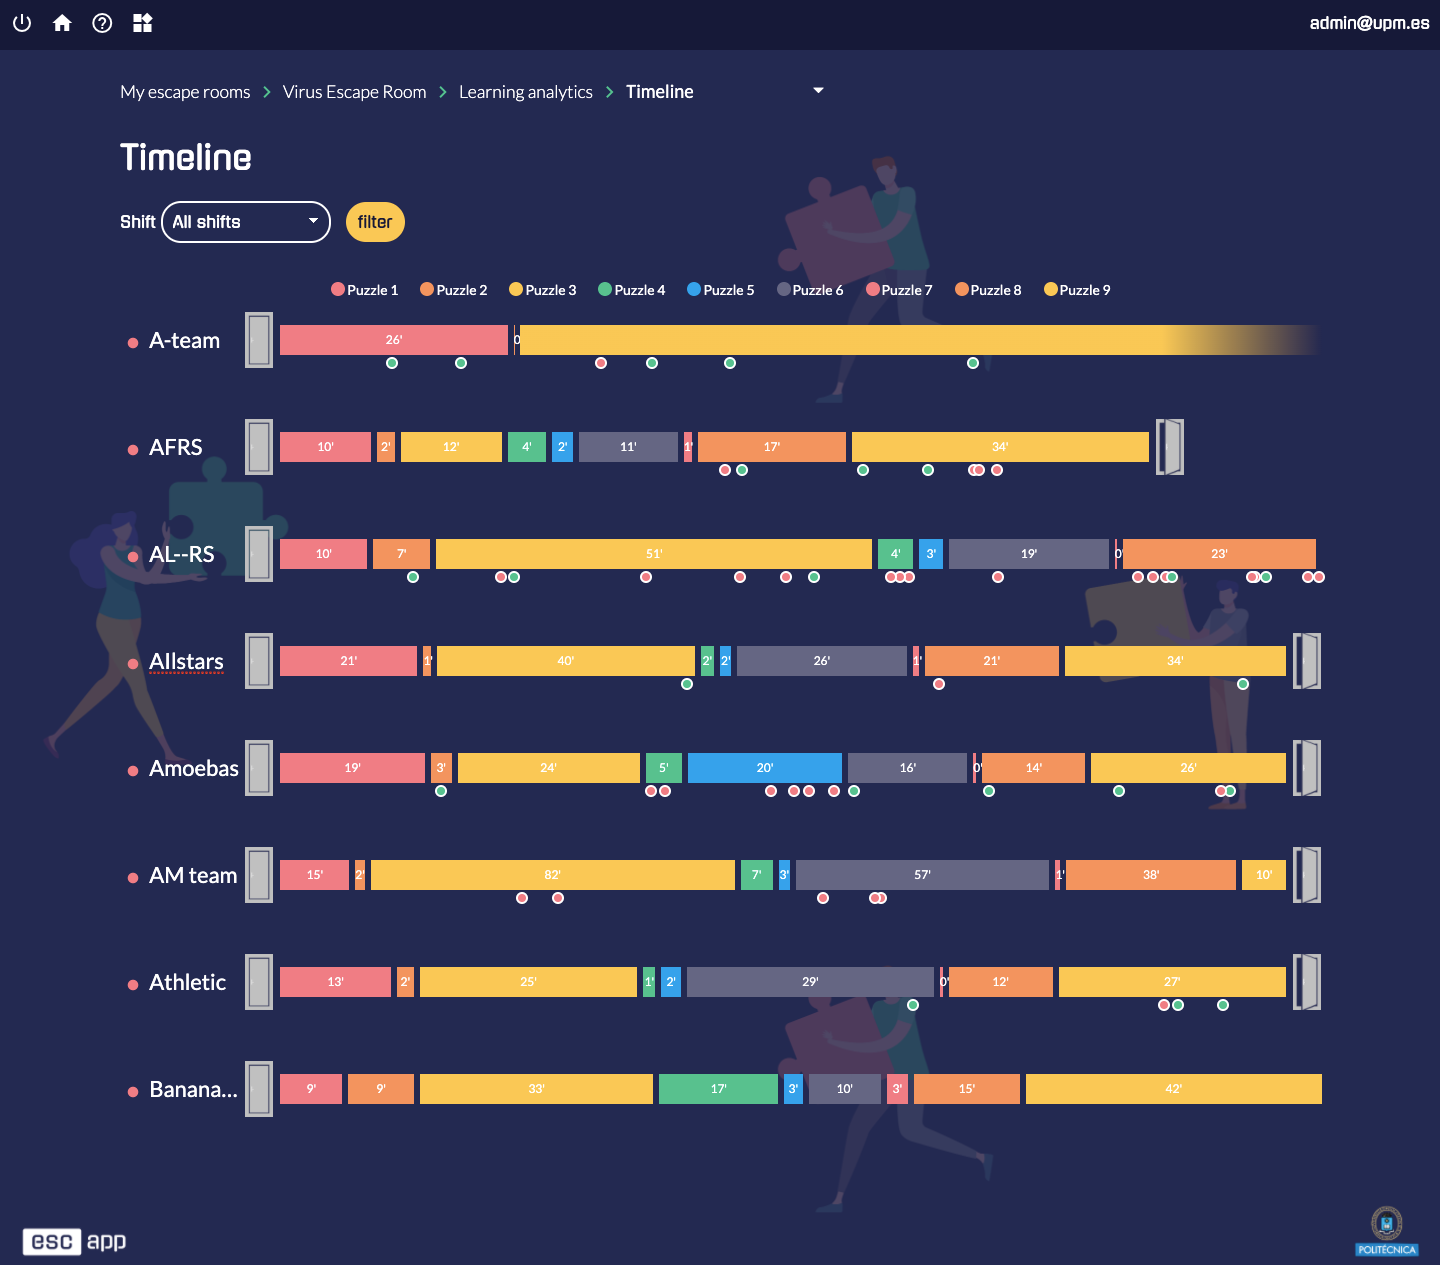 admin@upm.es
My escape rooms > Virus Escape Room > Learning analytics > Timeline
Timeline
Shift All shifts filter
Puzzle 1 Puzzle 2 Puzzle 3 Puzzle 4 Puzzle 5 Puzzle 6 Puzzle 7 Puzzle 8 Puzzle 9
A-team 26' 0
AFRS 10' 2' 12' 4' 2' 11' 1' 17' 34'
AL--RS 10' 7' 51' 4' 3' 19' 0' 23'
Allstars 21' 1' 40' 2' 2' 26' 1' 21' 34'
Amoebas 19' 3' 24' 5' 20' 16' 0' 14' 26'
AM team 15' 2' 82' 7' 3' 57' 1' 38' 10'
Athletic 13' 2' 25' 1' 2' 29' 0' 12' 27'
Banana... 9' 9' 33' 17' 3' 10' 3' 15' 42'
esc app
POLITÉCNICA